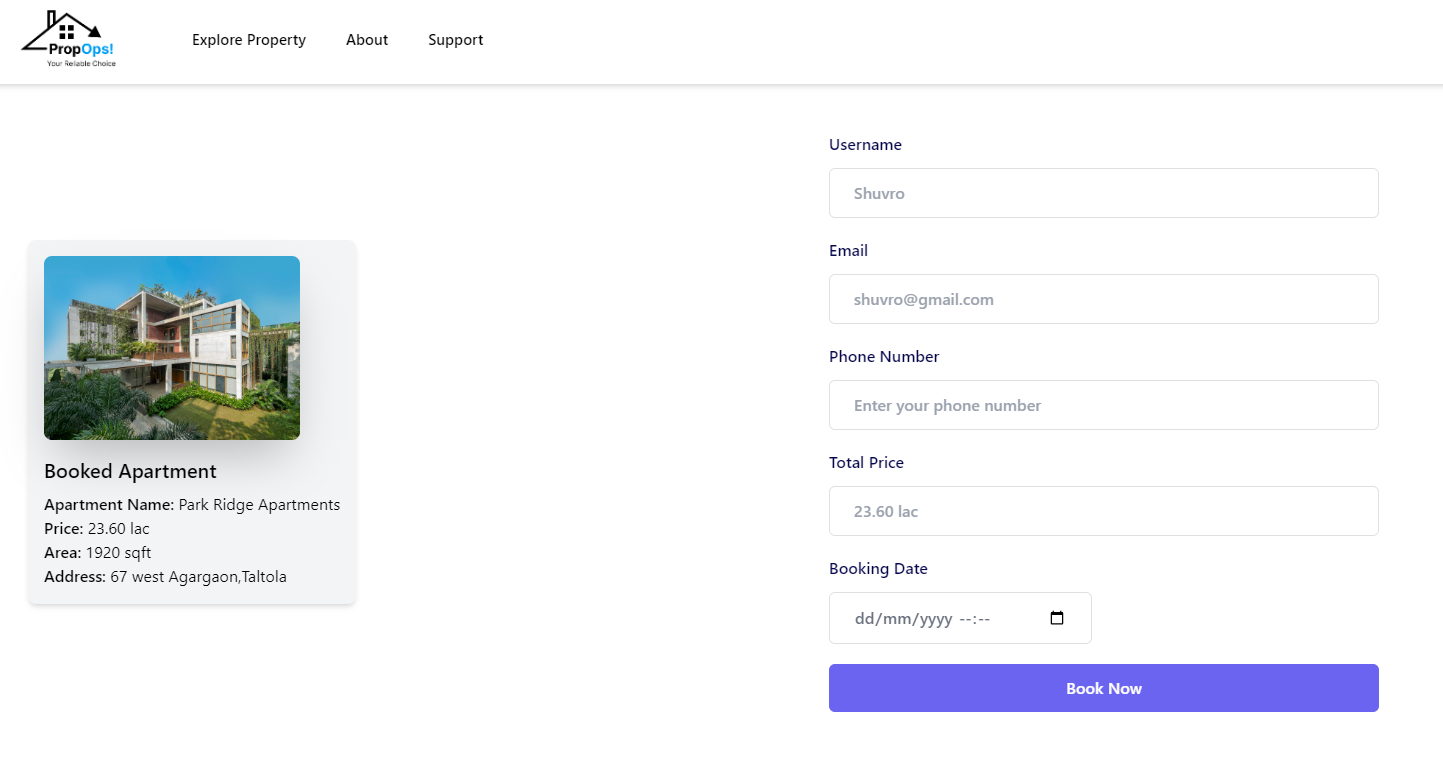 PropOps!
Your Reliable Choice
Explore Property
About
Support
Booked Apartment
Apartment Name: Park Ridge Apartments
Price: 23.60 lac
Area: 1920 sqft
Address: 67 west Agargaon,Taltola
Username
Shuvro
Email
shuvro@gmail.com
Phone Number
Enter your phone number
Total Price
23.60 lac
Booking Date
dd/mm/yyyy --:--
Book Now